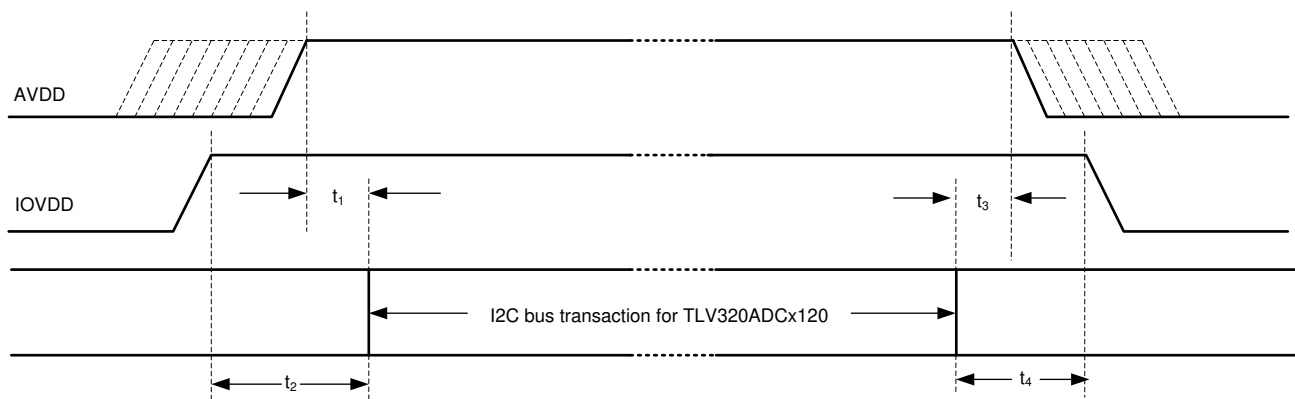 AVDD
IOVDD
t1
t3
I2C bus transaction for TLV320ADCx120
t2
t4